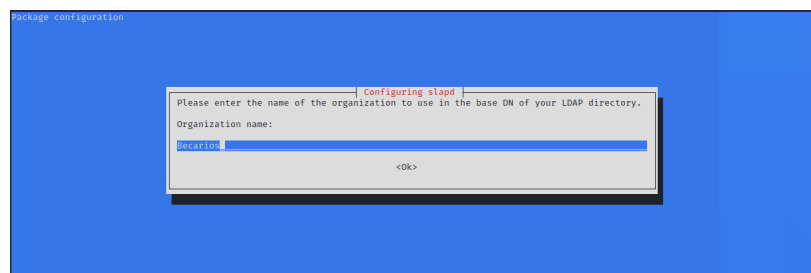 Package configuration
Configuring slapd
Please enter the name of the organization to use in the base DN of your LDAP directory.
Organization name:
Becarios
<Ok>